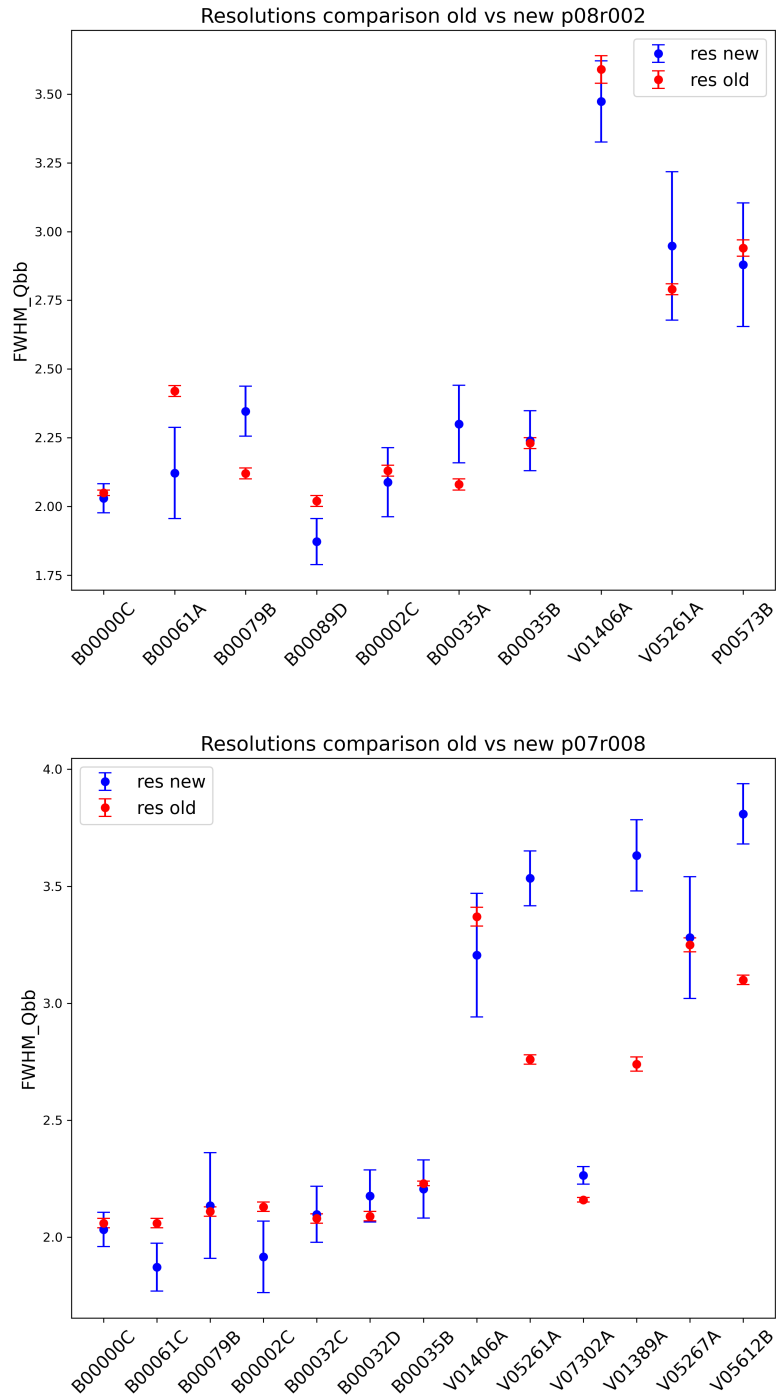 Resolutions comparison old vs new p08r002
res new
res old
FWHM_Qbb
3.50
3.25
3.00
2.75
2.50
2.25
2.00
1.75
B00000C
B00061A
B00079B
B00089D
B00002C
B00035A
B00035B
V01406A
V05261A
P00573B
Resolutions comparison old vs new p07r008
res new
res old
FWHM_Qbb
4.0
3.5
3.0
2.5
2.0
B00000C
B00061C
B00079B
B00002C
B00032C
B00032D
B00035B
V01406A
V05261A
V07302A
V01389A
V05267A
V05612B